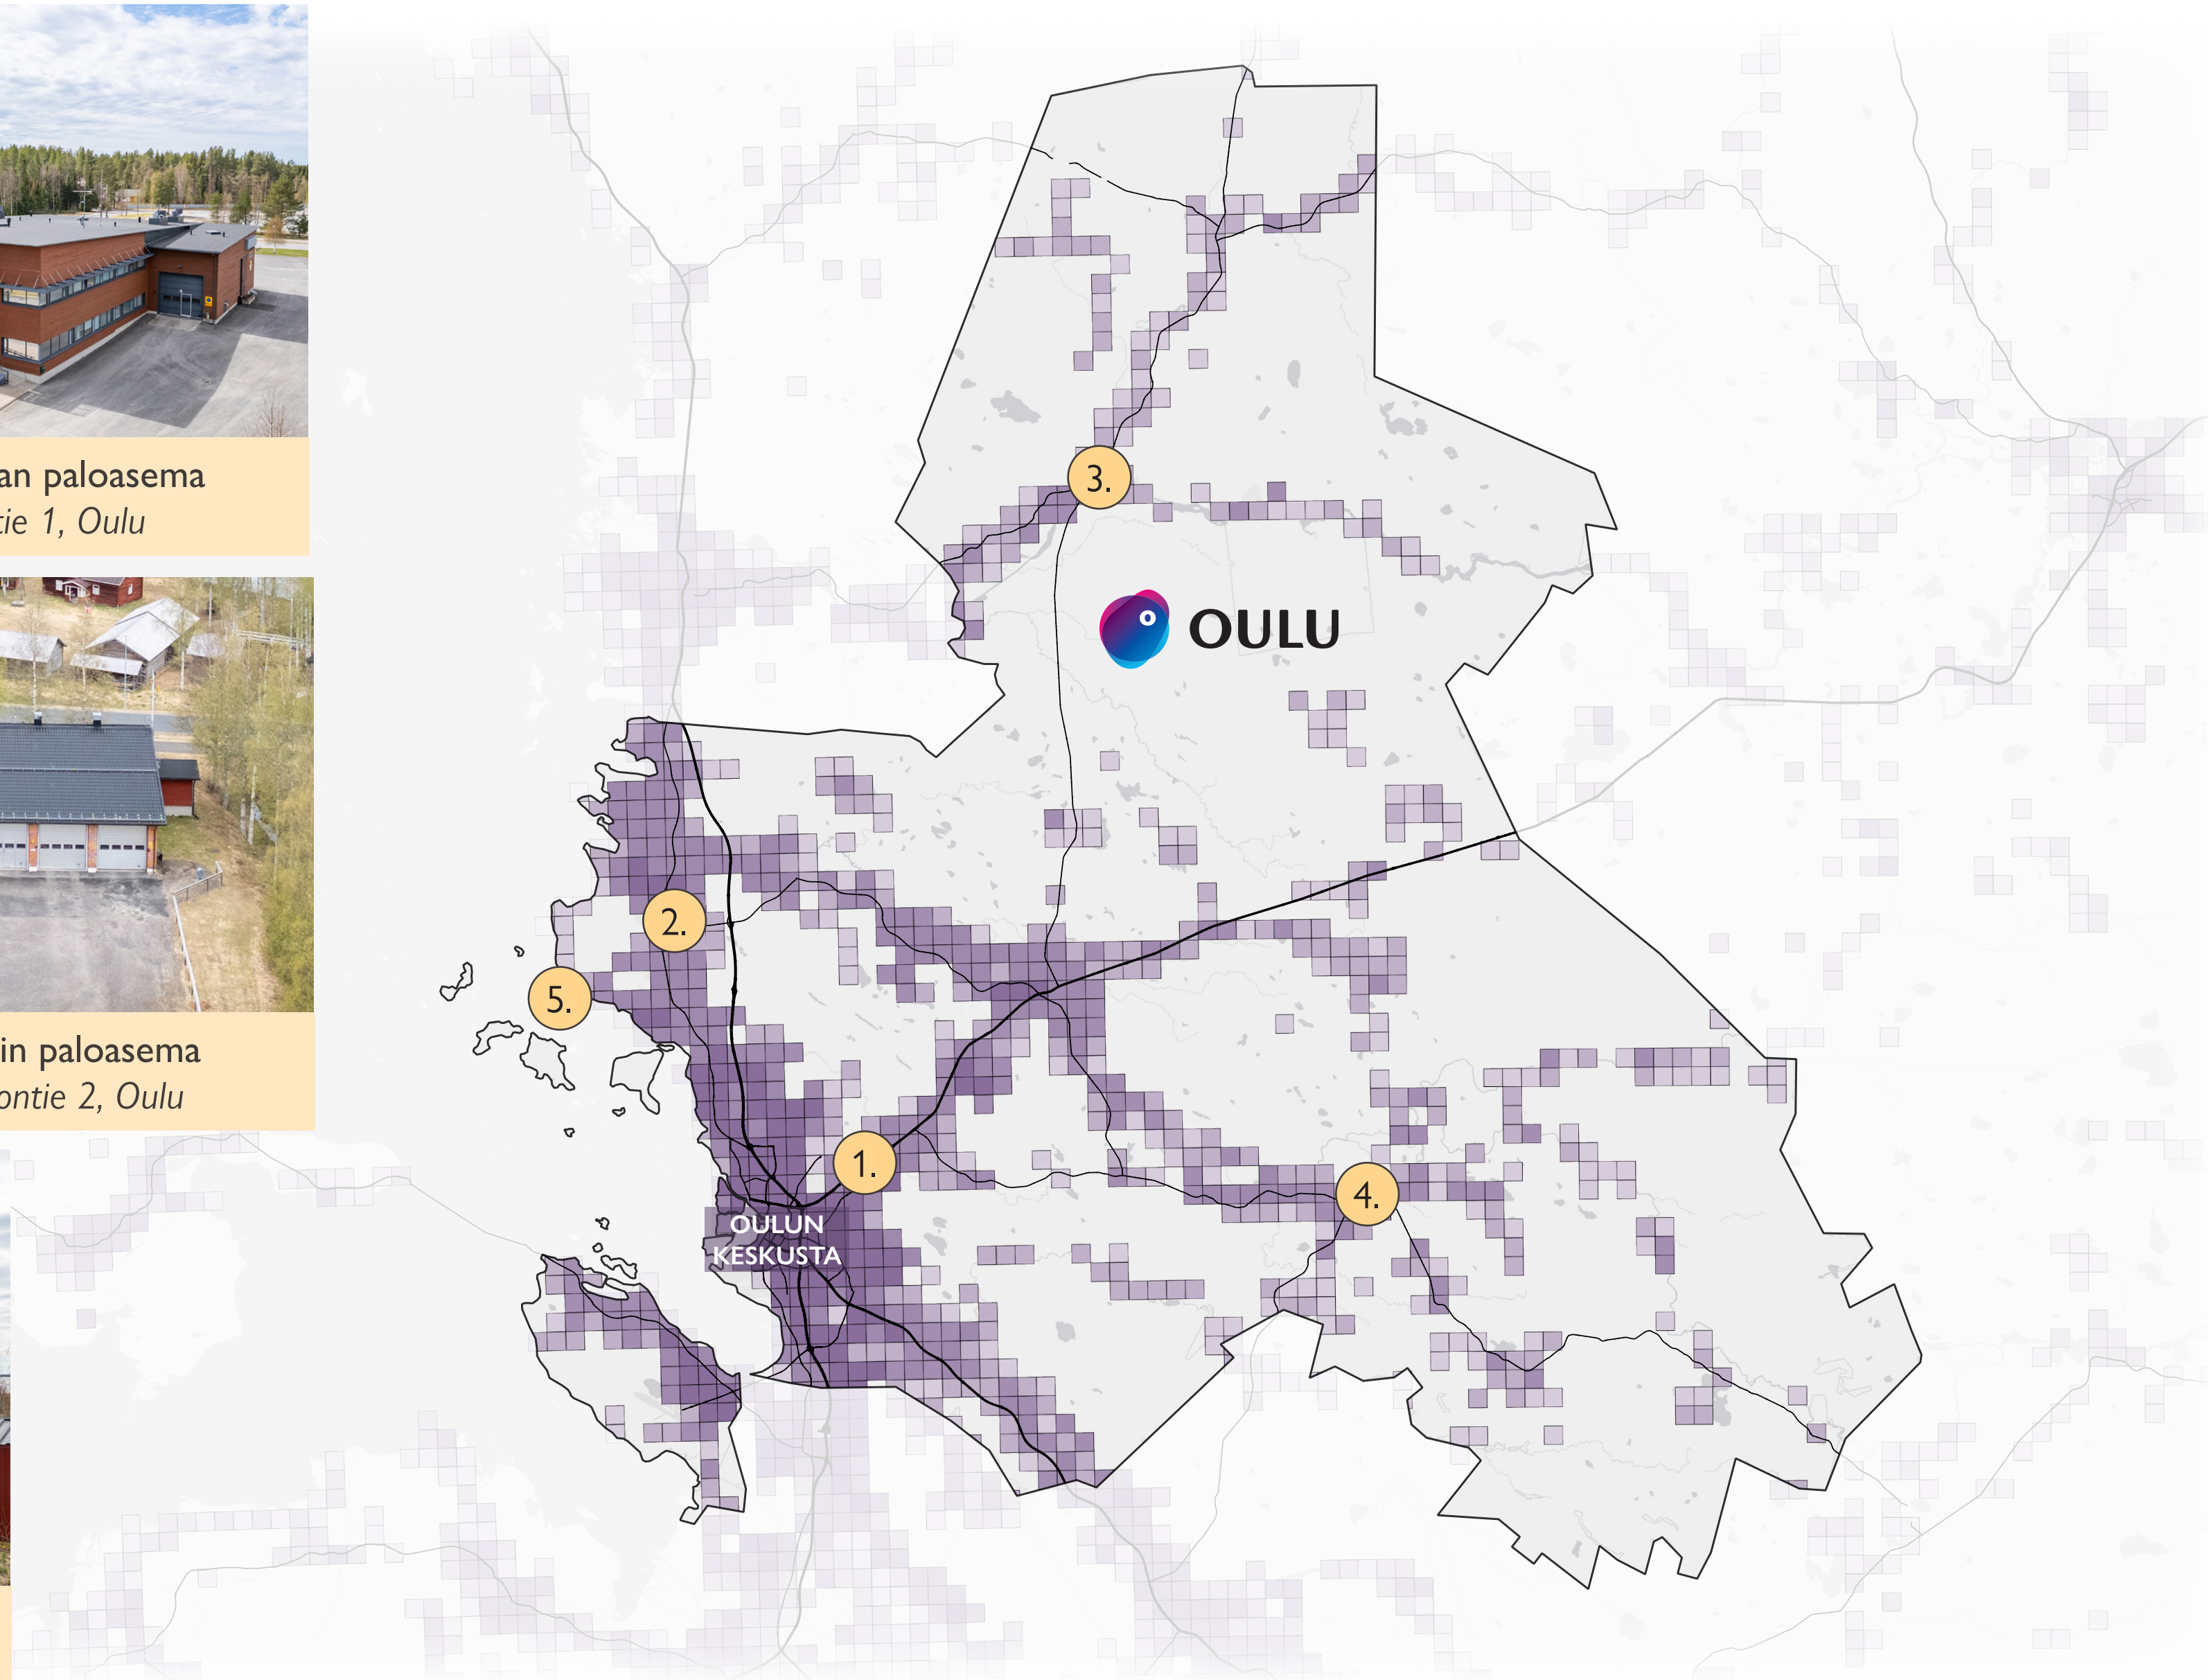 an paloasema
tie 1, Oulu
in paloasema
ontie 2, Oulu
3.
OULU
2.
5.
1.
4.
OULUN
KESKUSTA